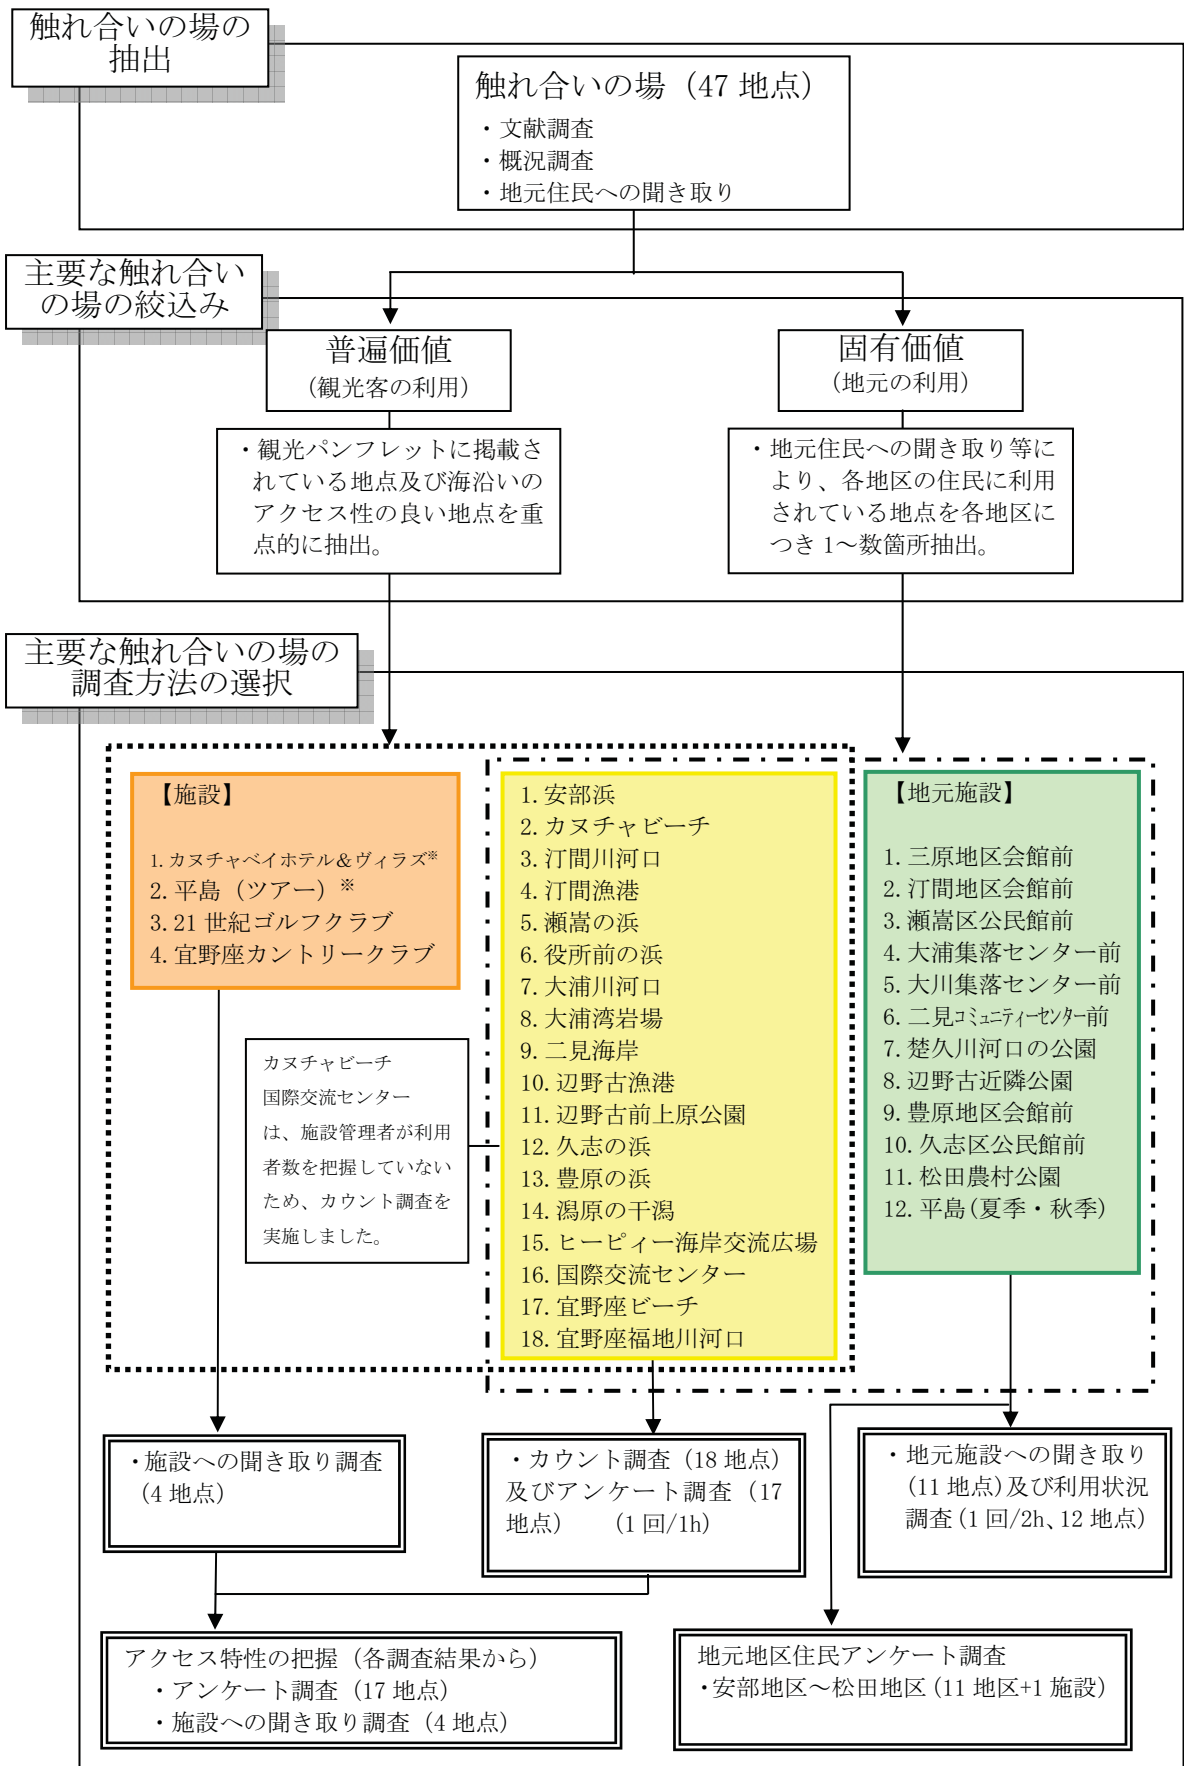 触れ合いの場の
抽出
触れ合いの場（47 地点）
・文献調査
・概況調査
・地元住民への聞き取り
主要な触れ合い
の場の絞込み
普遍価値
（観光客の利用）
固有価値
（地元の利用）
・観光パンフレットに掲載さ
れている地点及び海沿いの
アクセス性の良い地点を重
点的に抽出。
・地元住民への聞き取り等に
より、各地区の住民に利用
されている地点を各地区に
つき 1～数箇所抽出。
主要な触れ合いの場の
調査方法の選択
【施設】
1. カヌチャベイホテル＆ヴィラズ※
2. 平島（ツアー）※
3. 21 世紀ゴルフクラブ
4. 宜野座カントリークラブ
カヌチャビーチ
国際交流センター
は、施設管理者が利用
者数を把握していない
ため、カウント調査を
実施しました。
1. 安部浜
2. カヌチャビーチ
3. 汀間川河口
4. 汀間漁港
5. 瀬嵩の浜
6. 役所前の浜
7. 大浦川河口
8. 大浦湾岩場
9. 二見海岸
10. 辺野古漁港
11. 辺野古前上原公園
12. 久志の浜
13. 豊原の浜
14. 潟原の干潟
15. ヒーピィー海岸交流広場
16. 国際交流センター
17. 宜野座ビーチ
18. 宜野座福地川河口
【地元施設】
1. 三原地区会館前
2. 汀間地区会館前
3. 瀬嵩区公民館前
4. 大浦集落センター前
5. 大川集落センター前
6. 二見コミュニティーセンター前
7. 楚久川河口の公園
8. 辺野古近隣公園
9. 豊原地区会館前
10. 久志区公民館前
11. 松田農村公園
12. 平島（夏季・秋季）
・施設への聞き取り調査
（4 地点）
・カウント調査（18 地点）
及びアンケート調査（17
地点）　　（1 回/1h）
・地元施設への聞き取り
（11 地点）及び利用状況
調査（1 回/2h、12 地点）
アクセス特性の把握（各調査結果から）
・アンケート調査（17 地点）
・施設への聞き取り調査（4 地点）
地元地区住民アンケート調査
・安部地区～松田地区（11 地区+1 施設）